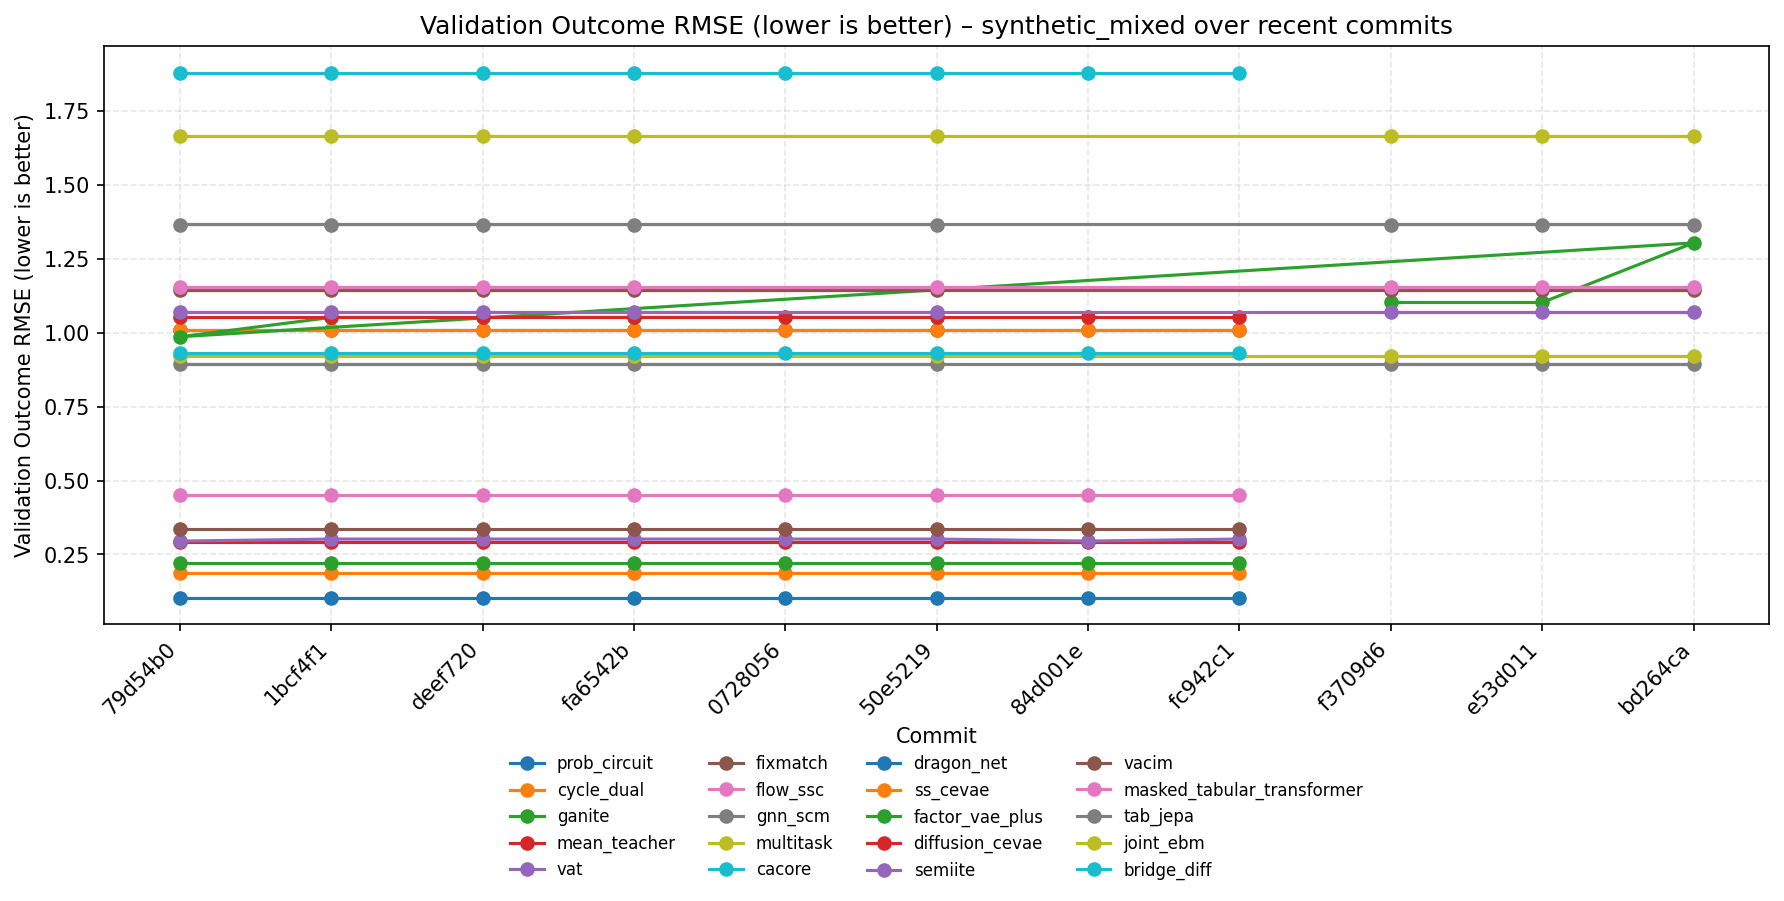 Validation Outcome RMSE (lower is better) – synthetic_mixed over recent commits
Validation Outcome RMSE (lower is better)
1.75
1.50
1.25
1.00
0.75
0.50
0.25
79d54b0
1bcf4f1
deef720
fa6542b
0728056
50e5219
84d001e
fc942c1
f3709d6
e53d011
bd264ca
Commit
prob_circuit
cycle_dual
ganite
mean_teacher
vat
fixmatch
flow_ssc
gnn_scm
multitask
cacore
dragon_net
ss_cevae
factor_vae_plus
diffusion_cevae
semiite
vacim
masked_tabular_transformer
tab_jepa
joint_ebm
bridge_diff